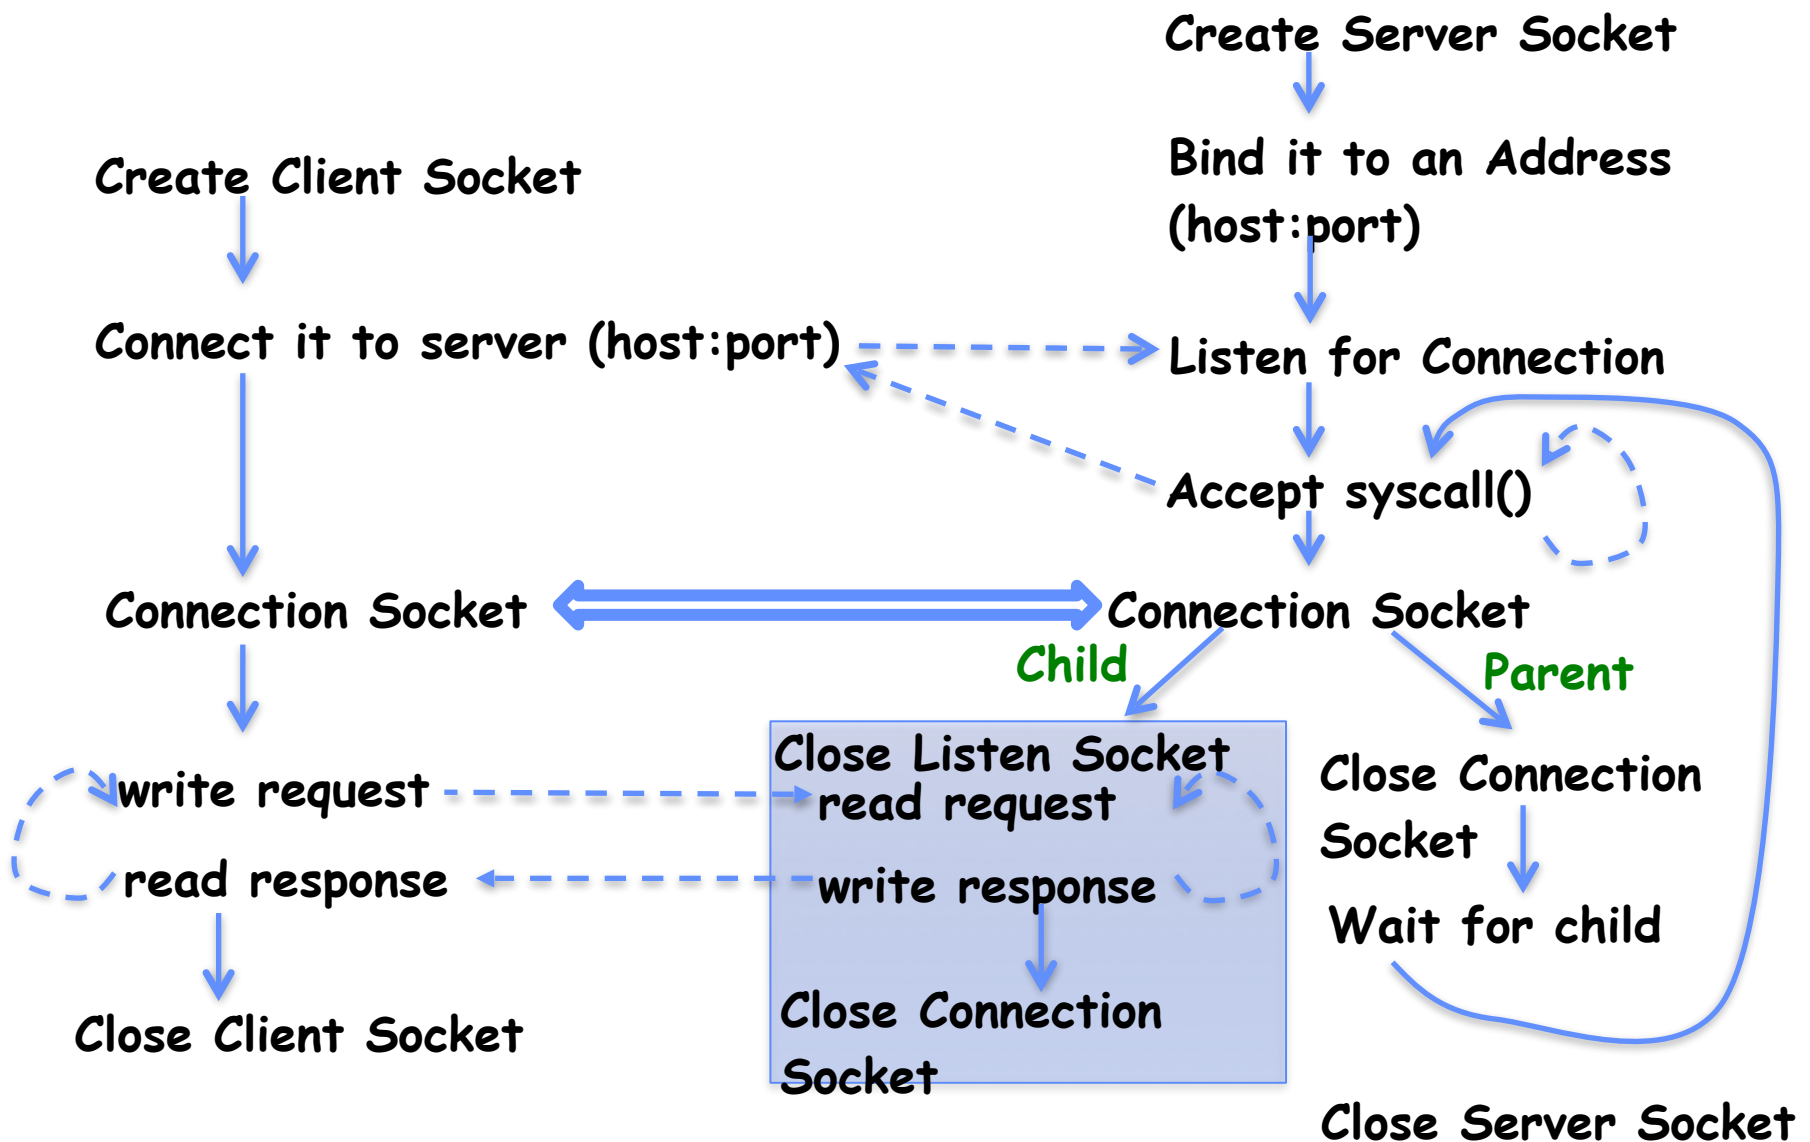 Create Server Socket
Bind it to an Address
(host:port)
Create Client Socket
Connect it to server (host:port)
Listen for Connection
Accept syscall()
Connection Socket
Connection Socket
Child
Parent
Close Listen Socket
read request
write response
Close Connection
Socket
write request
read response
Close Client Socket
Close Connection
Socket
Wait for child
Close Server Socket